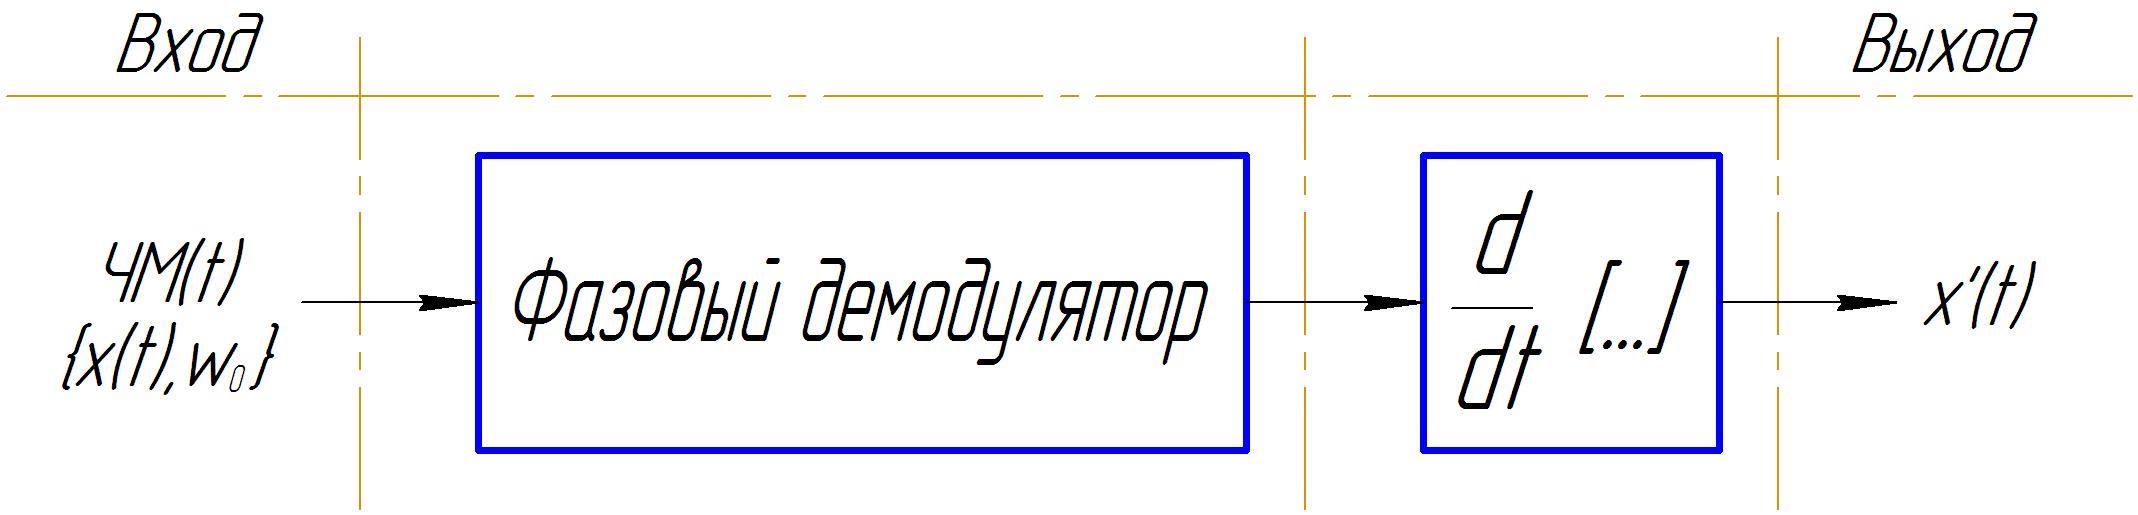 Вход
Выход
ЧМ(t)
{x(t),w₀}
Фазовый демодулятор
d
dt
[...]
x'(t)